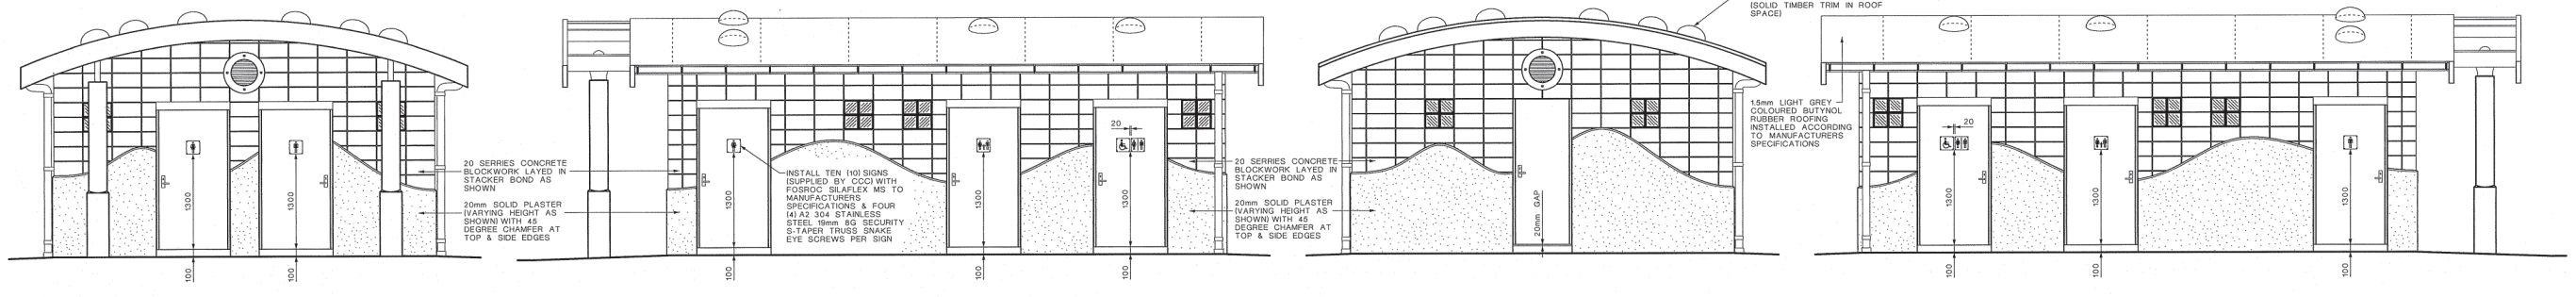 1300
1300
100
100
20 SERRIES CONCRETE
BLOCKWORK LAYED IN
STACKER BOND AS
SHOWN
20mm SOLID PLASTER
(VARYING HEIGHT AS
SHOWN) WITH 45
DEGREE CHAMFER AT
TOP & SIDE EDGES
1300
INSTALL TEN (10) SIGNS
(SUPPLIED BY CCC) WITH
FOSROC SILAFLEX MS TO
MANUFACTURERS
SPECIFICATIONS & FOUR
(4) A2 304 STAINLESS
STEEL 19mm 8G SECURITY
S-TAPER TRUSS SNAKE
EYE SCREWS PER SIGN
1300
20
1300
100
100
100
20 SERRIES CONCRETE
BLOCKWORK LAYED IN
STACKER BOND AS
SHOWN
20mm SOLID PLASTER
(VARYING HEIGHT AS
SHOWN) WITH 45
DEGREE CHAMFER AT
TOP & SIDE EDGES
20mm GAP
(SOLID TIMBER TRIM IN ROOF
SPACE)
1.5mm LIGHT GREY
COLOURED BUTYNOL
RUBBER ROOFING
INSTALLED ACCORDING
TO MANUFACTURERS
SPECIFICATIONS
20
1300
1300
1300
100
100
100